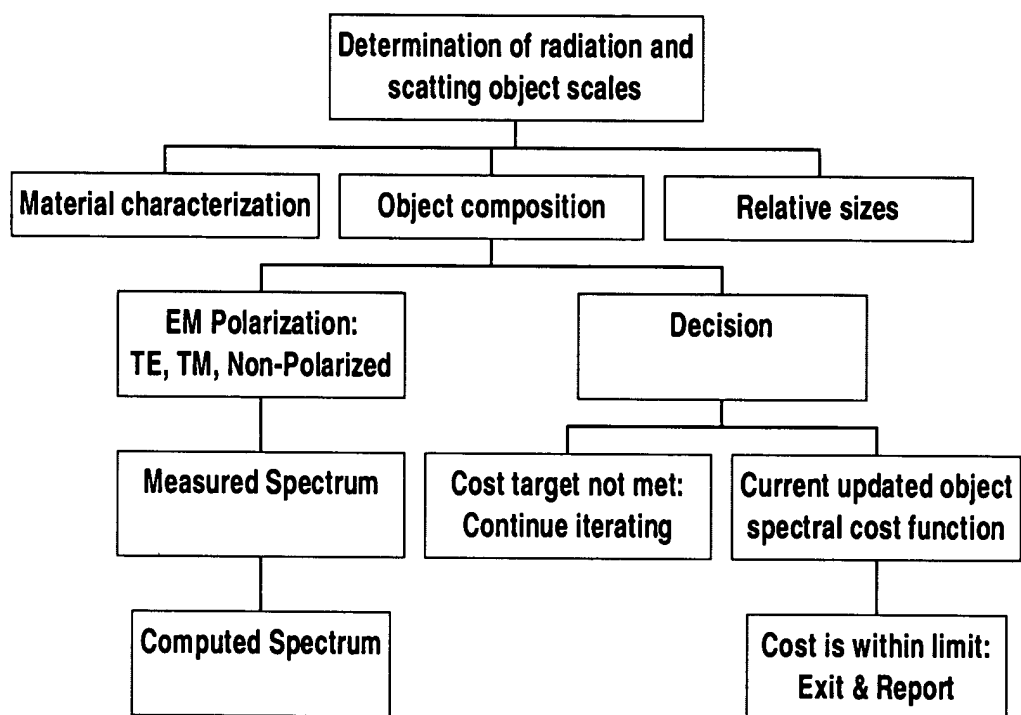 Determination of radiation and
scatting object scales
Material characterization
Object composition
Relative sizes
EM Polarization:
TE, TM, Non-Polarized
Decision
Measured Spectrum
Cost target not met:
Continue iterating
Current updated object
spectral cost function
Computed Spectrum
Cost is within limit:
Exit & Report